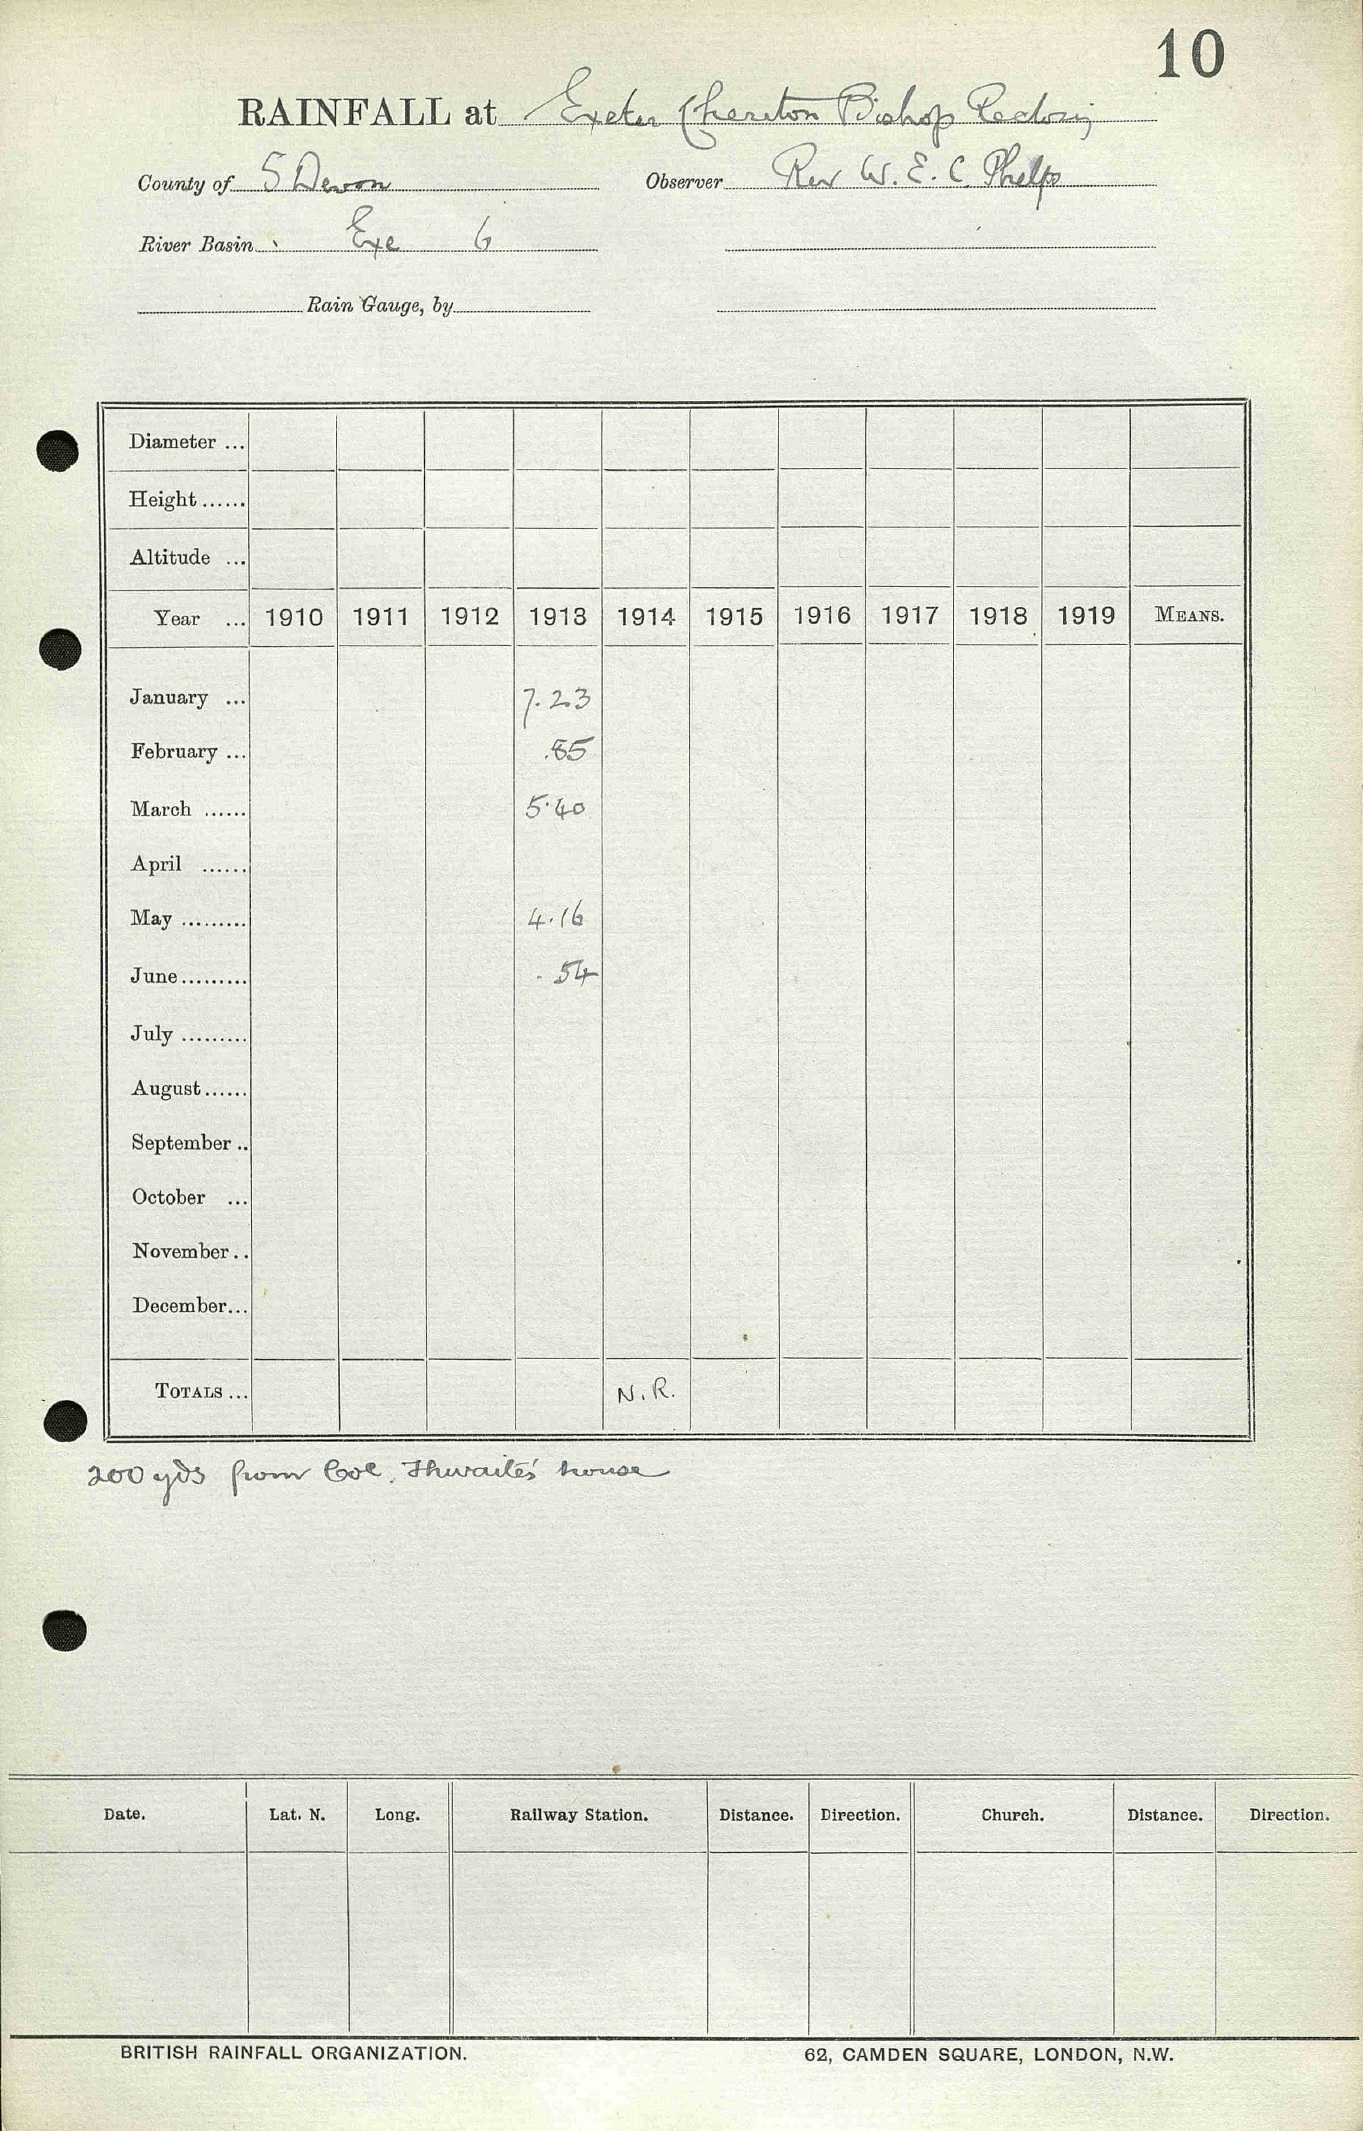 10
RAINFALL at Exeter Cheriton Bishop Rectory
County of S Devon Observer Rev W. E. C. Phelps
River Basin Exe 6
Rain Gauge, by
Diameter ...
Height ......
Altitude ...
Year ... 1910 1911 1912 1913 1914 1915 1916 1917 1918 1919 MEANS.
January ... 7.23
February ... .85
March ...... 5.40
April ......
May ......... 4.16
June ......... .54
July .........
August ......
September ..
October ...
November ..
December ...
TOTALS ... N.R.
200 yds from Col. Thwaites' house
Date. Lat. N. Long. Railway Station. Distance. Direction. Church. Distance. Direction.
BRITISH RAINFALL ORGANIZATION. 62, CAMDEN SQUARE, LONDON, N.W.